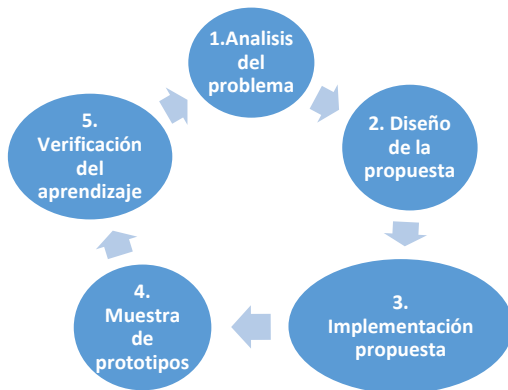 1.Analisis
del
problema
2. Diseño
de la
propuesta
3.
Implementación
propuesta
4.
Muestra
de
prototipos
5.
Verificación
del
aprendizaje